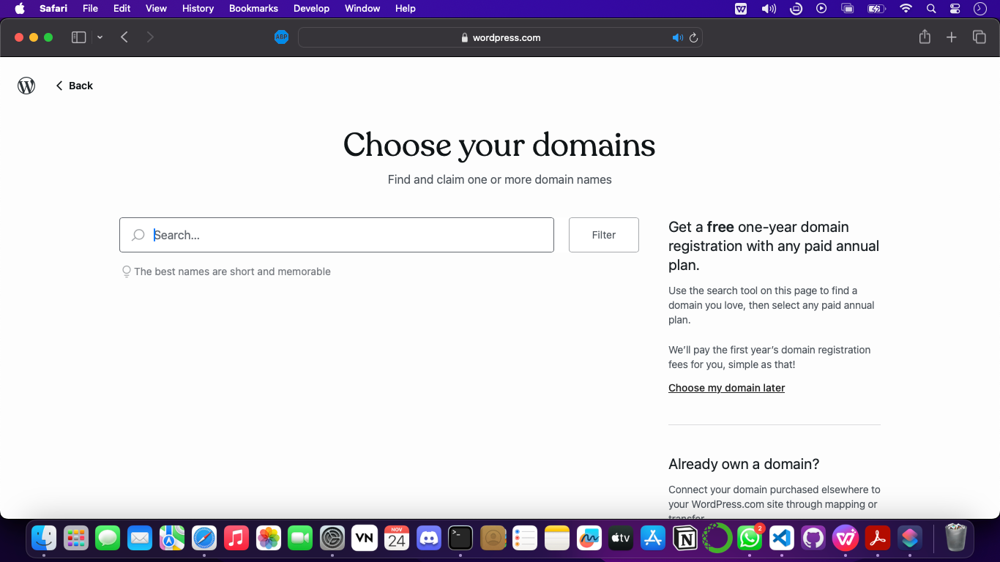 Safari File Edit View History Bookmarks Develop Window Help
ABP wordpress.com
Back
Choose your domains
Find and claim one or more domain names
Search...
Filter
The best names are short and memorable
Get a free one-year domain
registration with any paid annual
plan.
Use the search tool on this page to find a
domain you love, then select any paid annual
plan.
We'll pay the first year's domain registration
fees for you, simple as that!
Choose my domain later
Already own a domain?
Connect your domain purchased elsewhere to
your WordPress.com site through mapping or
transfer.
VN NOV 24 tv 2